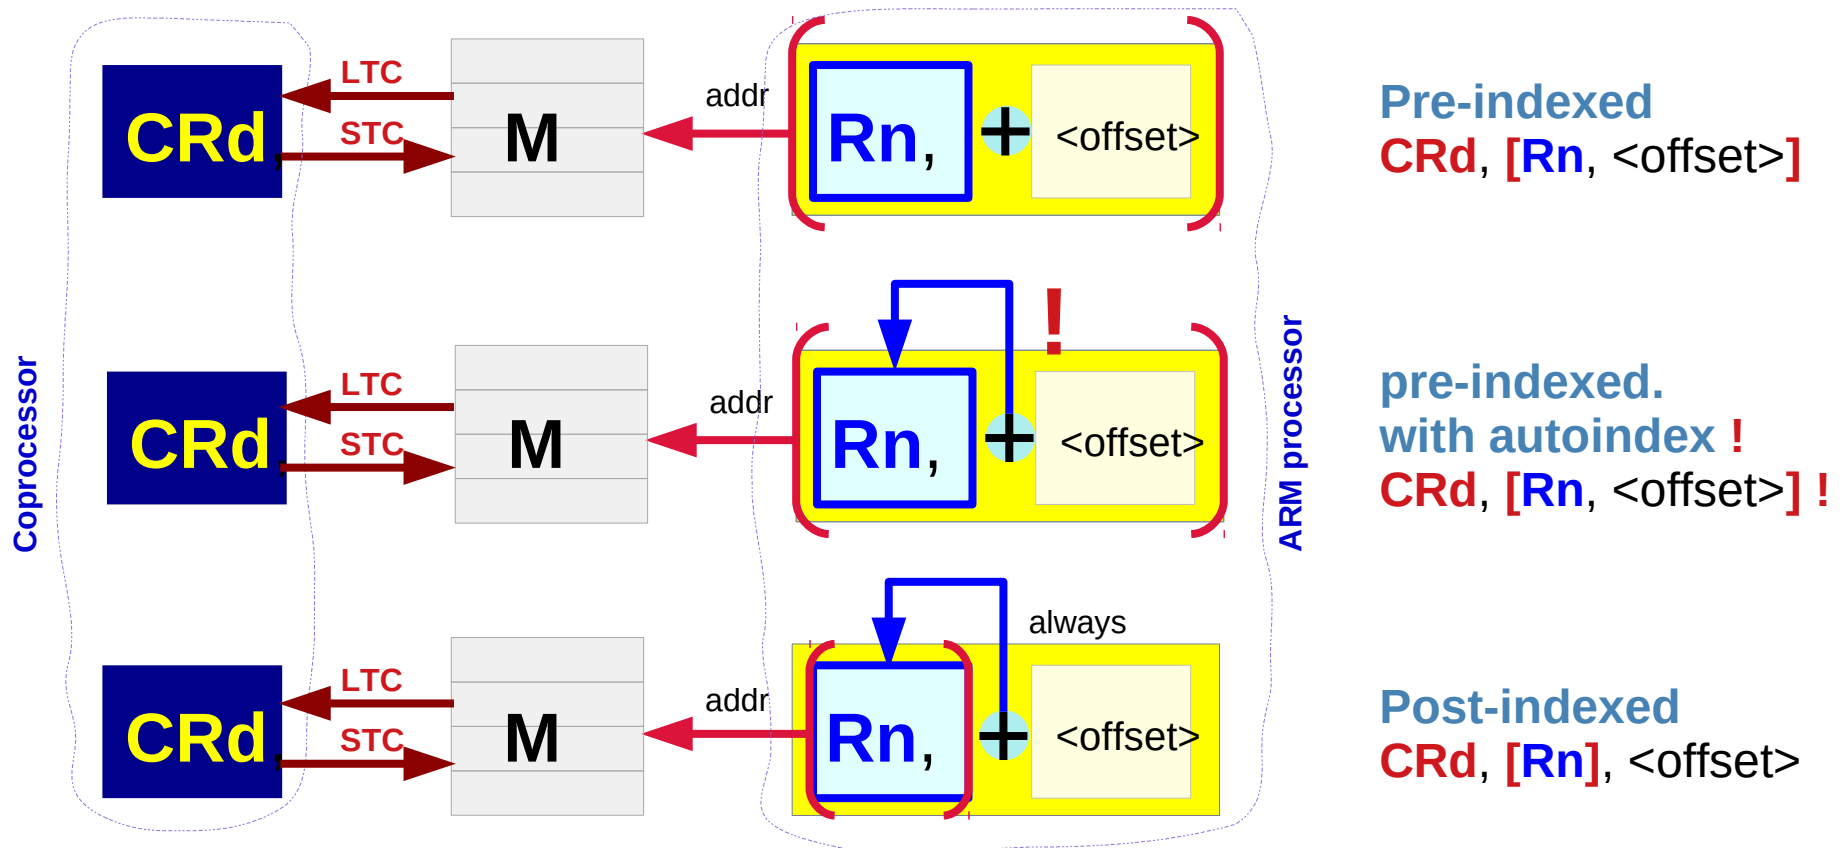 Coprocessor
CRd,
LTC
STC
M
addr
Rn,
+
<offset>
Pre-indexed
CRd, [Rn, <offset>]
CRd,
LTC
STC
M
addr
Rn,
+
!
<offset>
ARM processor
pre-indexed.
with autoindex !
CRd, [Rn, <offset>] !
CRd,
LTC
STC
M
addr
Rn,
+
always
<offset>
Post-indexed
CRd, [Rn], <offset>